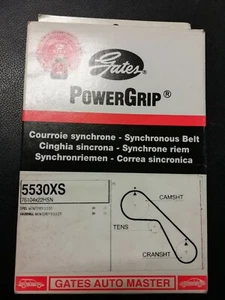 Gates
POWERGRIP®
Courroie synchrone - Synchronous Belt
Cinghia sincrona - Synchrone riem
Synchronriemen - Correa sincronica
5530XS
CAMSHT
TENS
CRANSHT
GATES AUTO MASTER